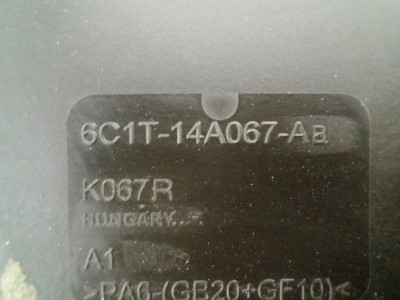 6C1T-14A067-AB
K067R
HUNGARY
A1
>PA6-(GB20+GF10)<